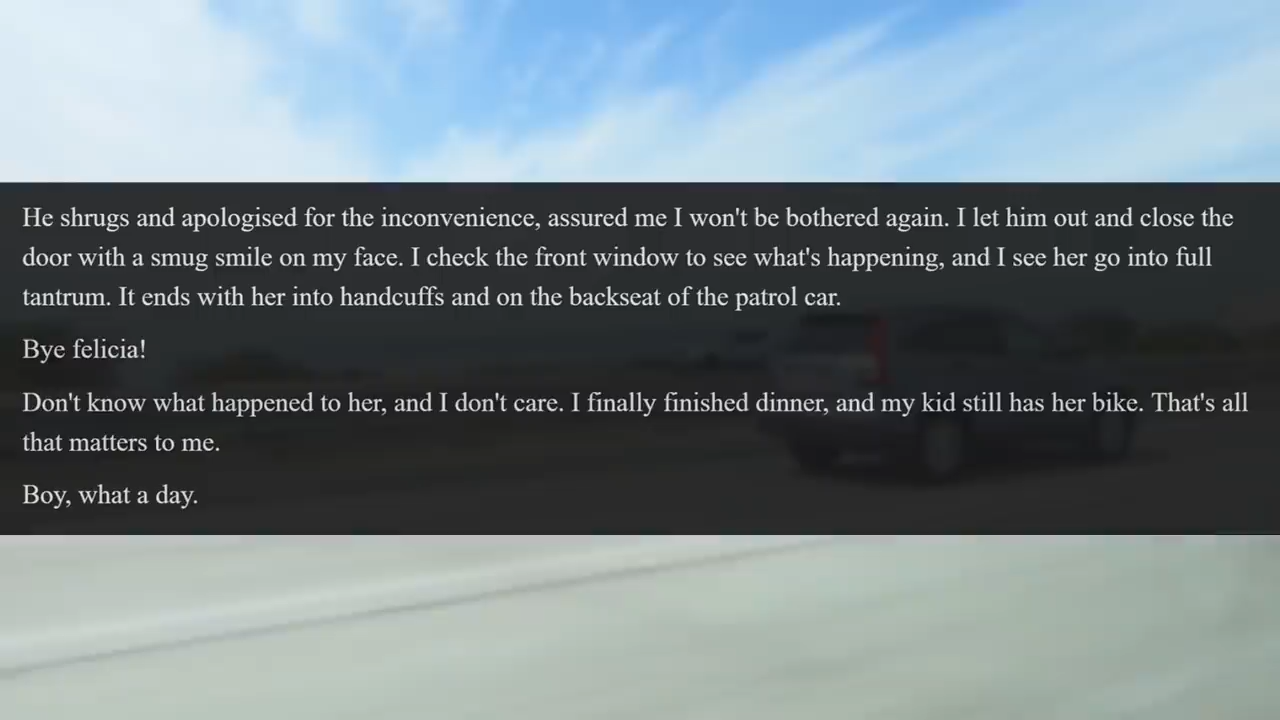 He shrugs and apologised for the inconvenience, assured me I won't be bothered again. I let him out and close the
door with a smug smile on my face. I check the front window to see what's happening, and I see her go into full
tantrum. It ends with her into handcuffs and on the backseat of the patrol car.
Bye felicia!
Don't know what happened to her, and I don't care. I finally finished dinner, and my kid still has her bike. That's all
that matters to me.
Boy, what a day.